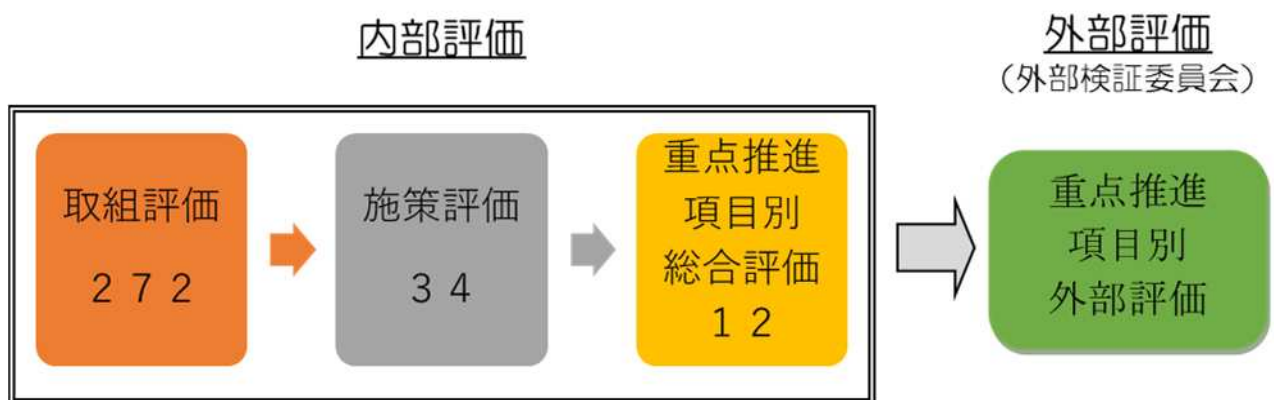 内部評価
外部評価
（外部検証委員会）
取組評価
２７２
施策評価
３４
重点推進
項目別
総合評価
１２
重点推進
項目別
外部評価